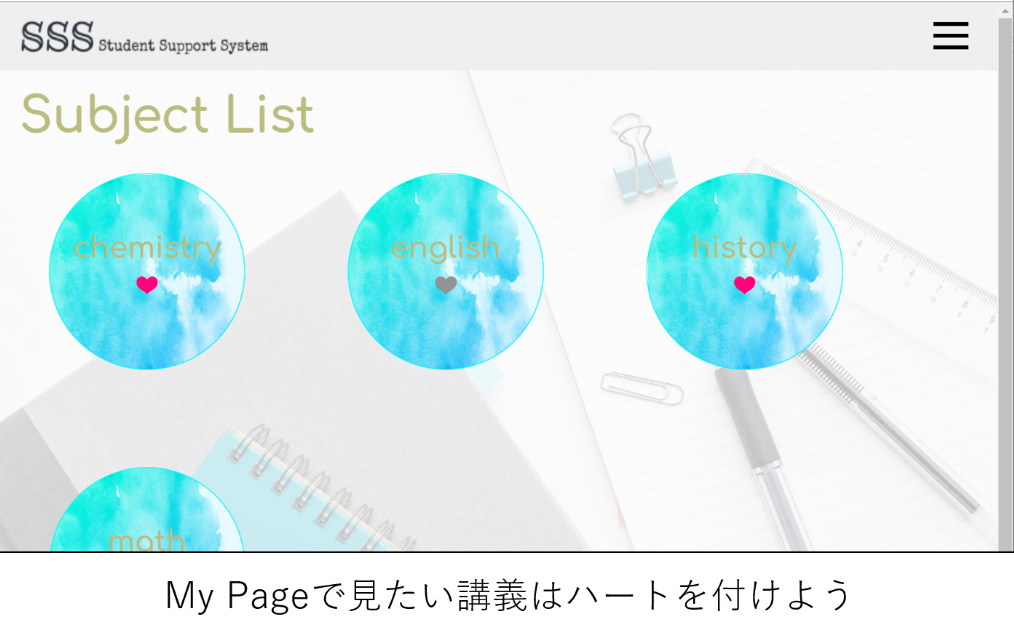 SSS Student Support System
Subject List
chemistry
english
history
math
My Pageで見たい講義はハートを付けよう